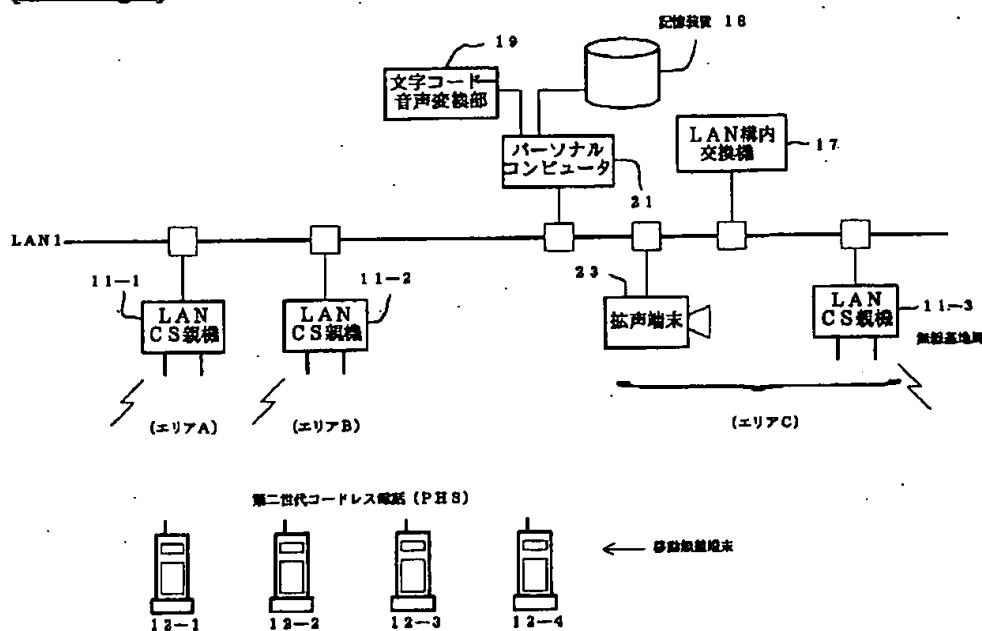 記憶装置 18
19
文字コード
音声変換部
パーソナル
コンピュータ
21
LAN構内
交換機
17
LAN1
11-1
LAN
CS親機
11-2
LAN
CS親機
23
拡声端末
LAN
CS親機
11-3
無線基地局
(エリアA)
(エリアB)
(エリアC)
第二世代コードレス電話(PHS)
移動無線端末
12-1
12-2
12-3
12-4